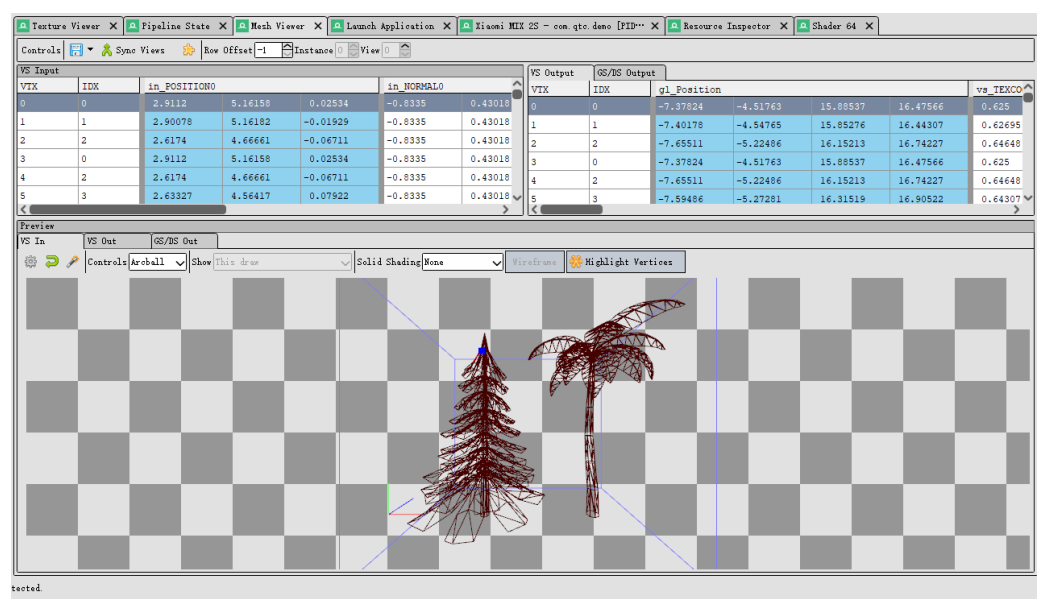 Texture Viewer Pipeline State Mesh Viewer Launch Application Xiaomi MIX 2S - com.qtc.demo [PID··· Resource Inspector Shader 64
Controls Sync Views Row Offset -1 Instance 0 View 0
VS Input
VTX IDX in_POSITION0 in_NORMAL0
0 0 2.9112 5.16158 0.02534 -0.8335 0.43018
1 1 2.90078 5.16182 -0.01929 -0.8335 0.43018
2 2 2.6174 4.66661 -0.06711 -0.8335 0.43018
3 0 2.9112 5.16158 0.02534 -0.8335 0.43018
4 2 2.6174 4.66661 -0.06711 -0.8335 0.43018
5 3 2.63327 4.56417 0.07922 -0.8335 0.43018
VS Output GS/DS Output
VTX IDX gl_Position vs_TEXCO
0 0 -7.37824 -4.51763 15.88537 16.47566 0.625
1 1 -7.40178 -4.54765 15.85276 16.44307 0.62695
2 2 -7.65511 -5.22486 16.15213 16.74227 0.64648
3 0 -7.37824 -4.51763 15.88537 16.47566 0.625
4 2 -7.65511 -5.22486 16.15213 16.74227 0.64648
5 3 -7.59486 -5.27281 16.31519 16.90522 0.64307
Preview
VS In VS Out GS/DS Out
Controls Arcball Show This draw Solid Shading None Wireframe Highlight Vertices
tected.